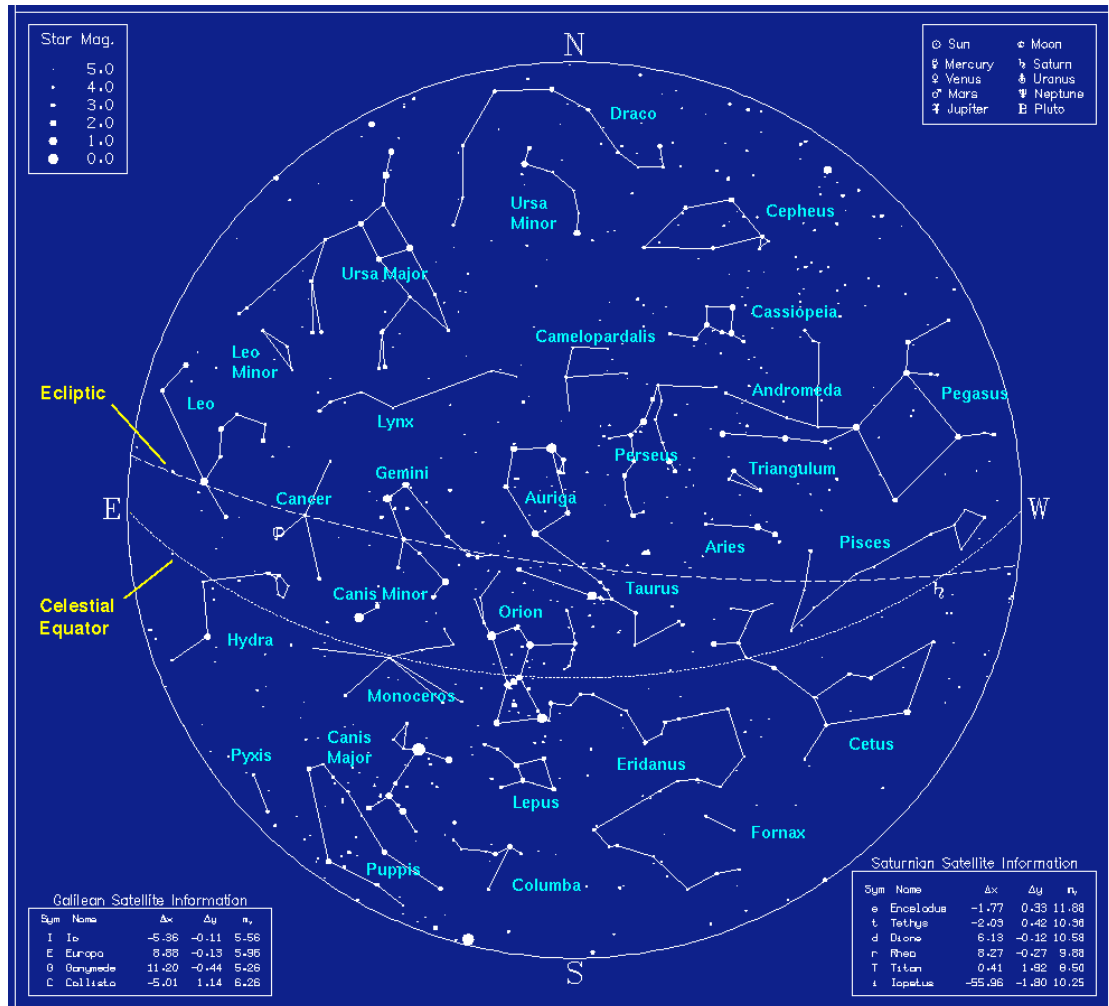 N
Star Mag.
5.0
4.0
3.0
2.0
1.0
0.0
☉ Sun ☾ Moon
☿ Mercury ♄ Saturn
♀ Venus ⛢ Uranus
♂ Mars ♆ Neptune
♃ Jupiter P Pluto
Draco
Ursa
Minor
Cepheus
Ursa Major
Cassiopeia
Camelopardalis
Leo
Minor
Andromeda
Pegasus
Ecliptic
Leo
Lynx
Perseus
Triangulum
Gemini
Cancer
Auriga
E
W
Aries
Pisces
Canis Minor
Taurus
Celestial
Equator
Orion
Hydra
Monoceros
Canis
Major
Pyxis
Eridanus
Cetus
Lepus
Fornax
Puppis
Columba
S
Galilean Satellite Information
Sym Name Δx Δy m,
I Io -5.36 -0.11 5.56
E Europa 8.88 -0.13 5.95
G Ganymede 11.20 -0.44 5.26
C Callisto -5.01 1.14 6.26
Saturnian Satellite Information
Sym Name Δx Δy m,
e Enceladus -1.77 0.33 11.88
t Tethys -2.09 0.42 10.36
d Dione 6.13 -0.12 10.58
r Rhea 8.27 -0.27 9.88
T Titan 0.41 1.92 8.50
i Iapetus -55.96 -1.80 10.25